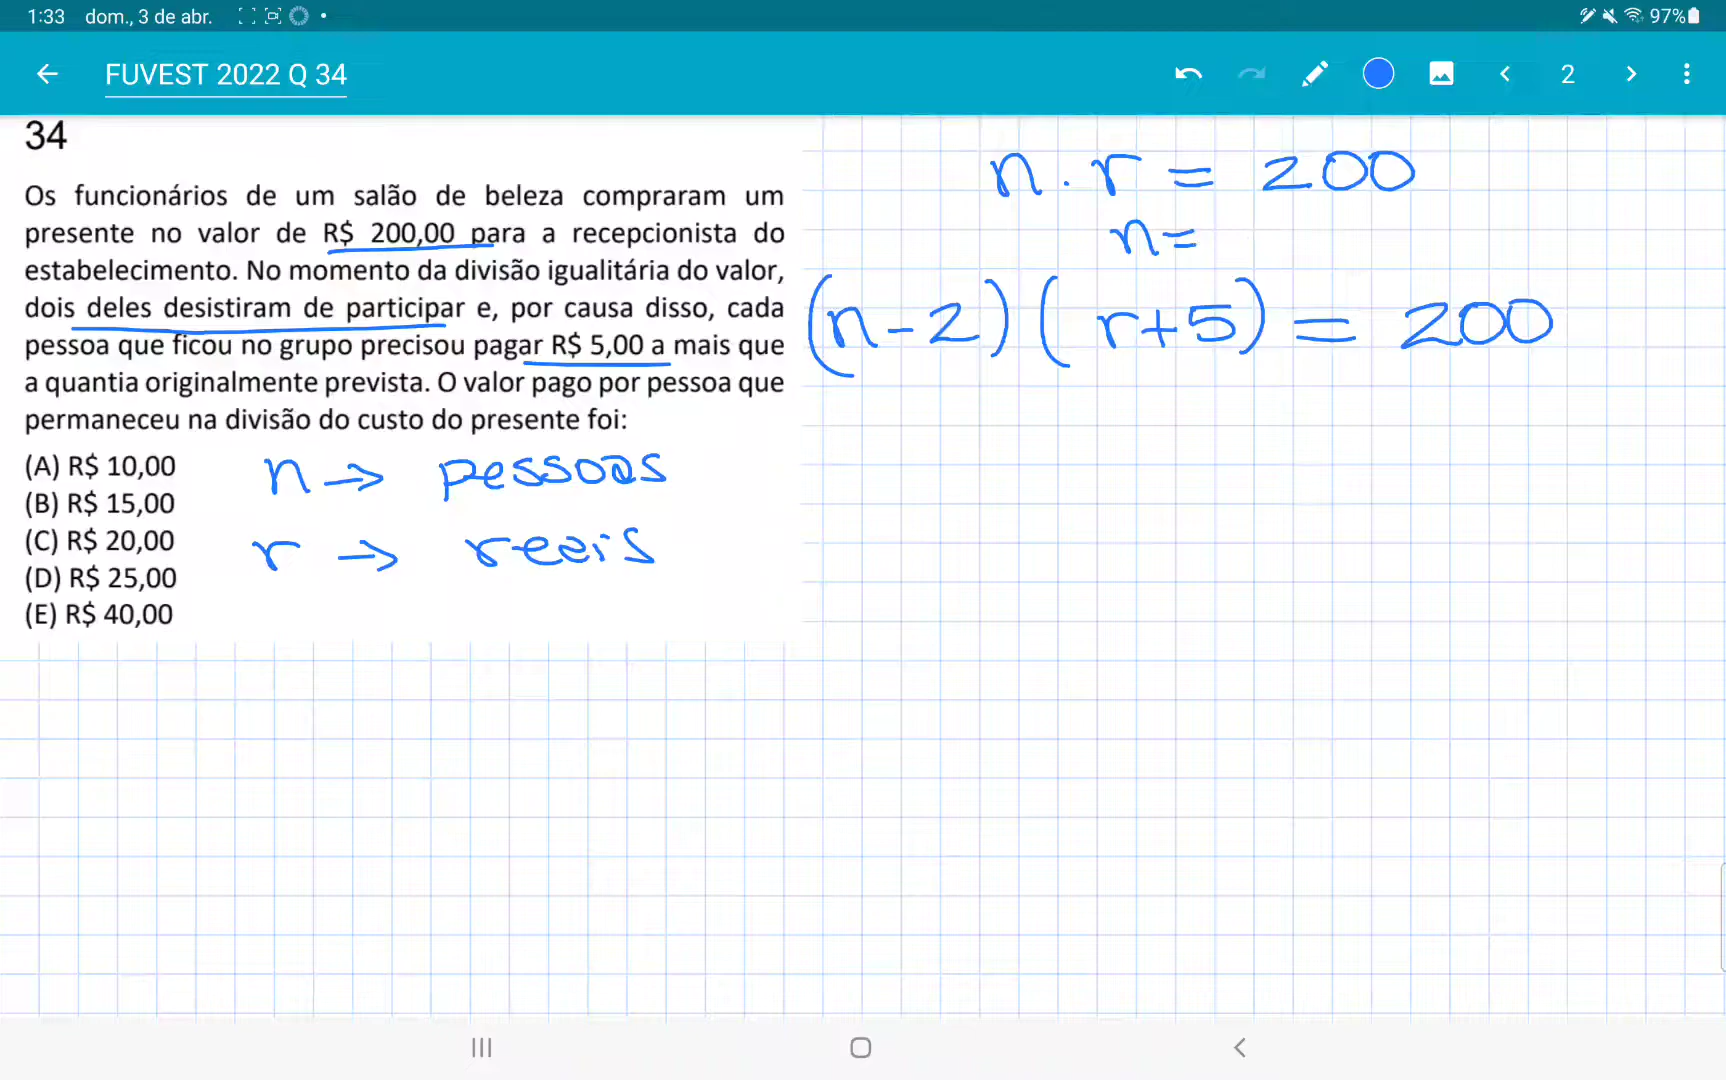 1:33 dom., 3 de abr. 97%
FUVEST 2022 Q 34 2
34
Os funcionários de um salão de beleza compraram um
presente no valor de R$ 200,00 para a recepcionista do
estabelecimento. No momento da divisão igualitária do valor,
dois deles desistiram de participar e, por causa disso, cada
pessoa que ficou no grupo precisou pagar R$ 5,00 a mais que
a quantia originalmente prevista. O valor pago por pessoa que
permaneceu na divisão do custo do presente foi:
(A) R$ 10,00
(B) R$ 15,00
(C) R$ 20,00
(D) R$ 25,00
(E) R$ 40,00
n → pessoas
r → reais
n . r = 200
n =
(n - 2) ( r + 5) = 200